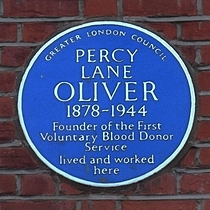 GREATER LONDON COUNCIL
PERCY
LANE
OLIVER
1878-1944
Founder of the First
Voluntary Blood Donor
Service
lived and worked
here